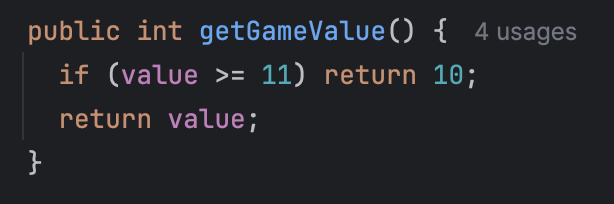 public int getGameValue() { 4 usages
if (value >= 11) return 10;
return value;
}